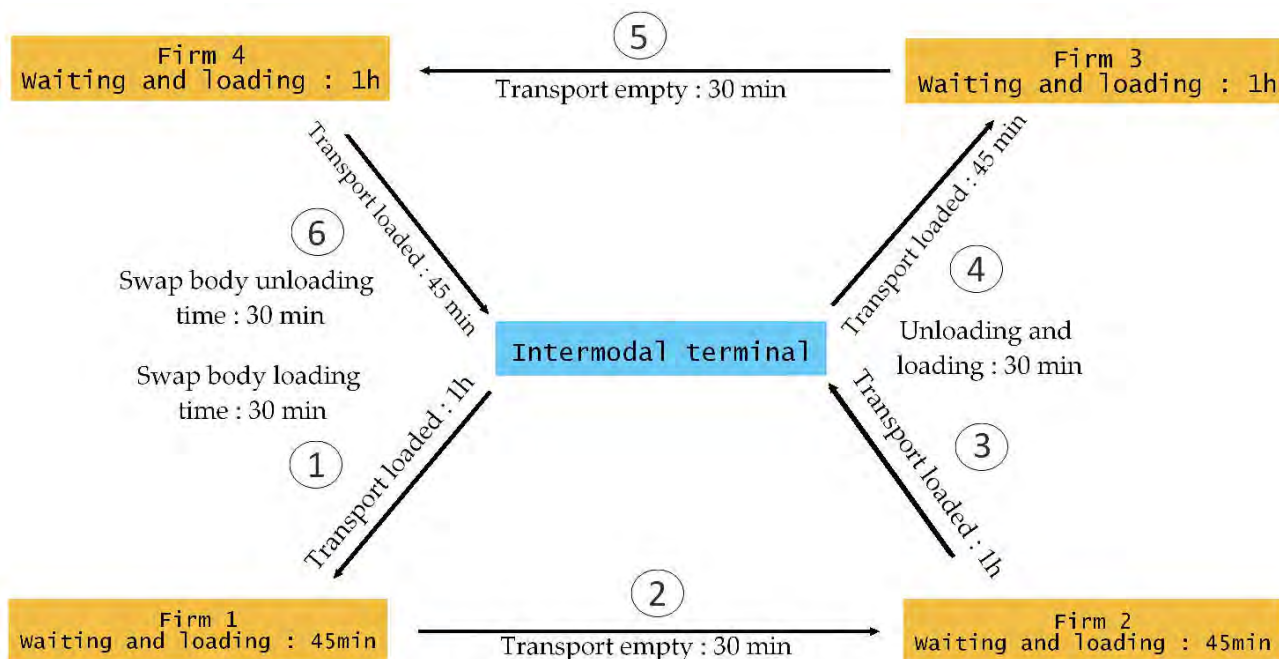 Firm 4
Waiting and loading : 1h
5
Transport empty : 30 min
Firm 3
Waiting and loading : 1h
Transport loaded : 45 min
6
Swap body unloading
time : 30 min
Transport loaded : 45 min
4
Unloading and
loading : 30 min
Intermodal terminal
Swap body loading
time : 30 min
1
Transport loaded : 1h
3
Transport loaded : 1h
Firm 1
Waiting and loading : 45min
2
Transport empty : 30 min
Firm 2
Waiting and loading : 45min